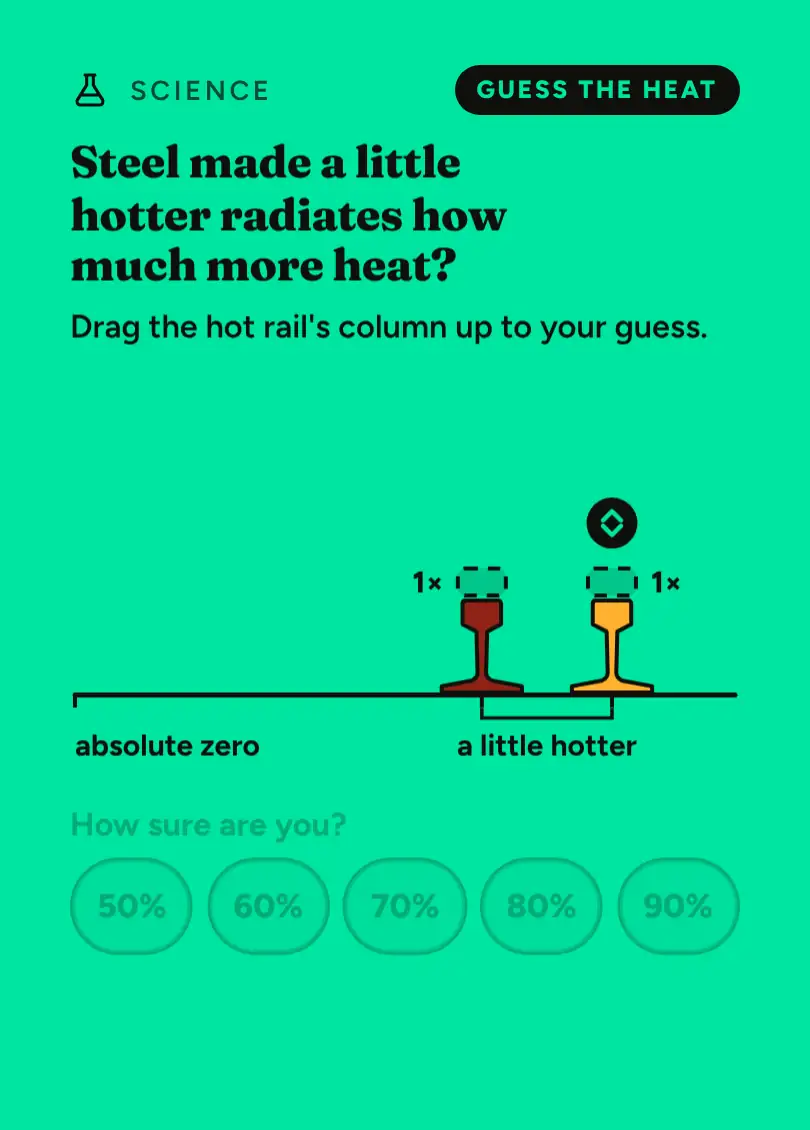 SCIENCE
GUESS THE HEAT
Steel made a little
hotter radiates how
much more heat?
Drag the hot rail's column up to your guess.
1×
1×
absolute zero
a little hotter
How sure are you?
50%
60%
70%
80%
90%